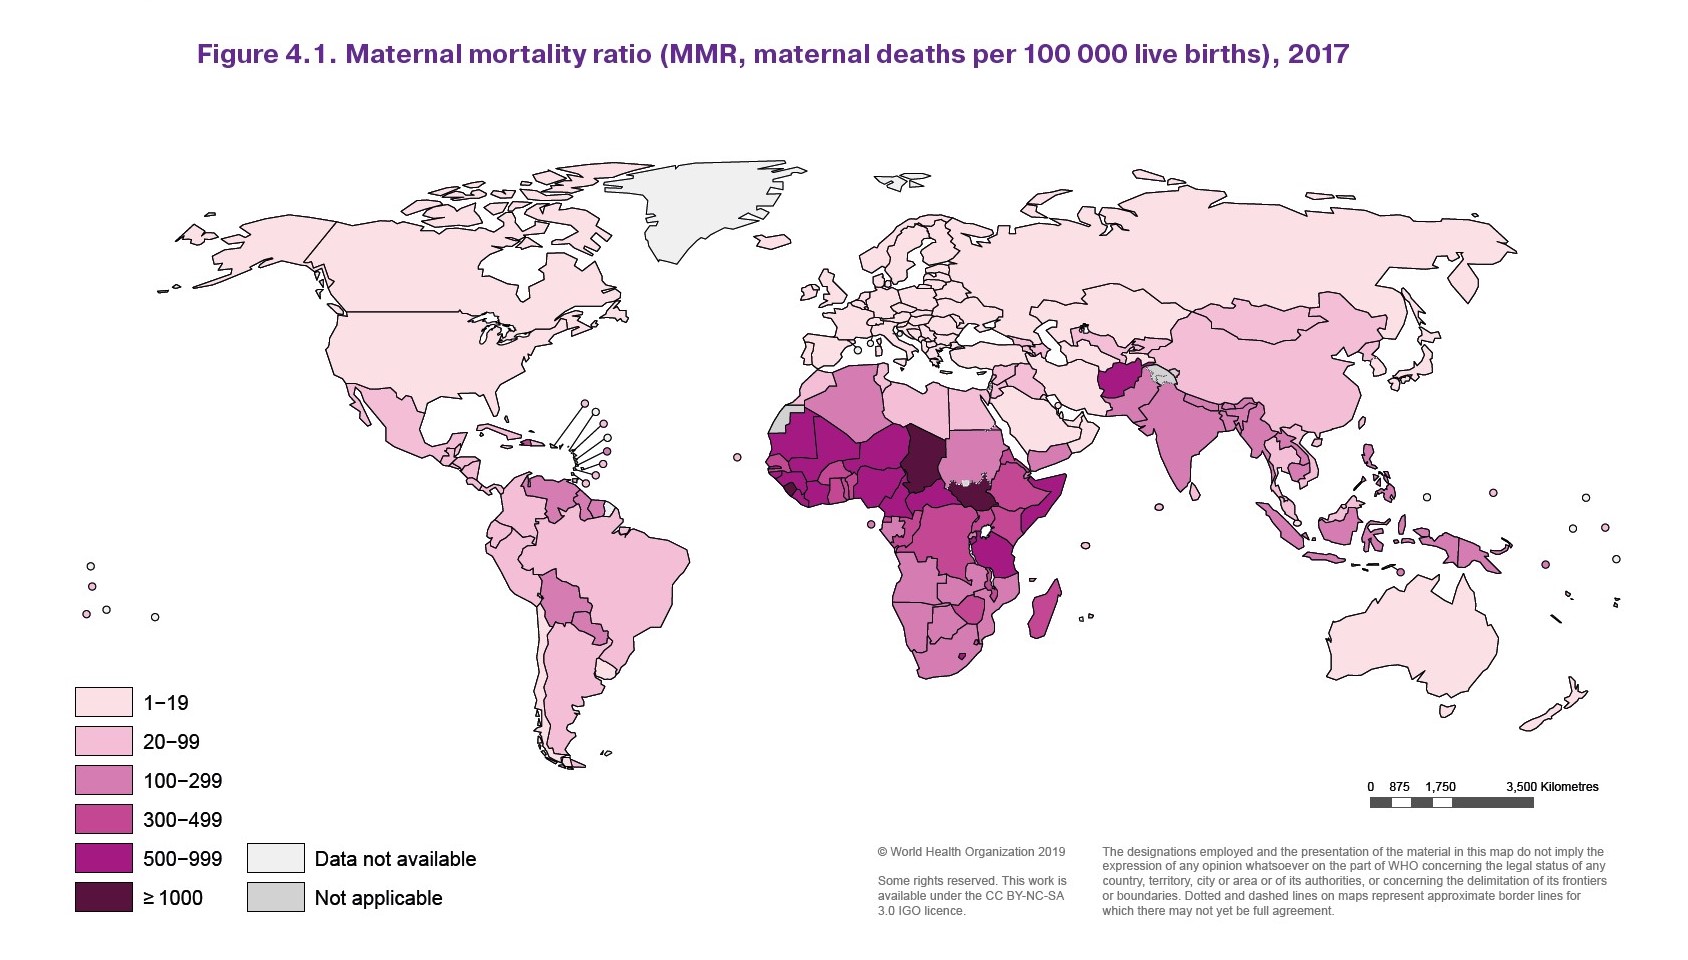 Figure 4.1. Maternal mortality ratio (MMR, maternal deaths per 100 000 live births), 2017
1–19
20–99
100–299
300–499
500–999
≥ 1000
Data not available
Not applicable
0 875 1,750 3,500 Kilometres
© World Health Organization 2019
Some rights reserved. This work is
available under the CC BY-NC-SA
3.0 IGO licence.
The designations employed and the presentation of the material in this map do not imply the
expression of any opinion whatsoever on the part of WHO concerning the legal status of any
country, territory, city or area or of its authorities, or concerning the delimitation of its frontiers
or boundaries. Dotted and dashed lines on maps represent approximate border lines for
which there may not yet be full agreement.